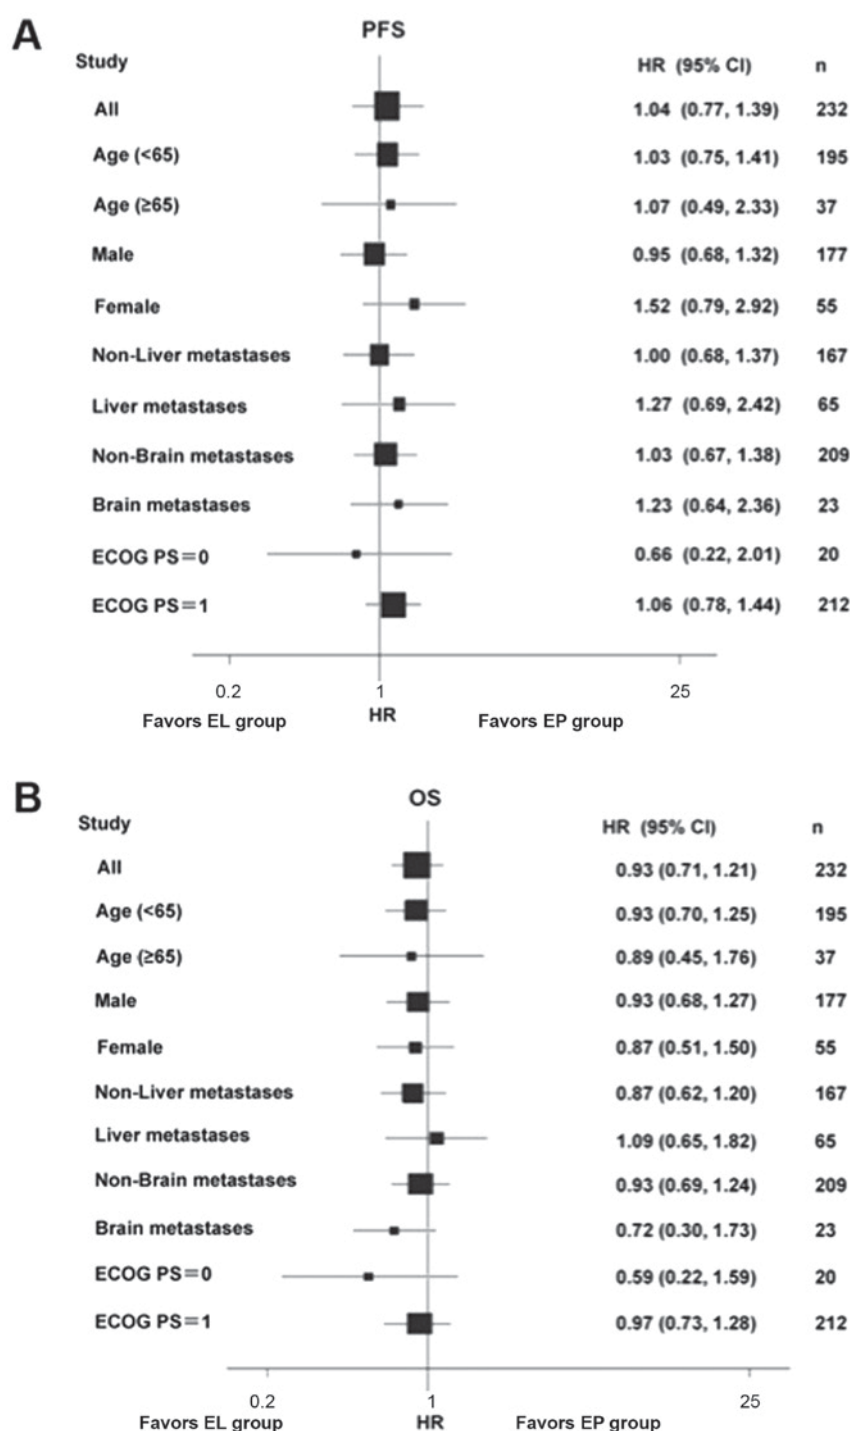 A
PFS
Study HR (95% CI) n
All 1.04 (0.77, 1.39) 232
Age (<65) 1.03 (0.75, 1.41) 195
Age (≥65) 1.07 (0.49, 2.33) 37
Male 0.95 (0.68, 1.32) 177
Female 1.52 (0.79, 2.92) 55
Non-Liver metastases 1.00 (0.68, 1.37) 167
Liver metastases 1.27 (0.69, 2.42) 65
Non-Brain metastases 1.03 (0.67, 1.38) 209
Brain metastases 1.23 (0.64, 2.36) 23
ECOG PS=0 0.66 (0.22, 2.01) 20
ECOG PS=1 1.06 (0.78, 1.44) 212
0.2 1 25
Favors EL group HR Favors EP group
B
OS
Study HR (95% CI) n
All 0.93 (0.71, 1.21) 232
Age (<65) 0.93 (0.70, 1.25) 195
Age (≥65) 0.89 (0.45, 1.76) 37
Male 0.93 (0.68, 1.27) 177
Female 0.87 (0.51, 1.50) 55
Non-Liver metastases 0.87 (0.62, 1.20) 167
Liver metastases 1.09 (0.65, 1.82) 65
Non-Brain metastases 0.93 (0.69, 1.24) 209
Brain metastases 0.72 (0.30, 1.73) 23
ECOG PS=0 0.59 (0.22, 1.59) 20
ECOG PS=1 0.97 (0.73, 1.28) 212
0.2 1 25
Favors EL group HR Favors EP group